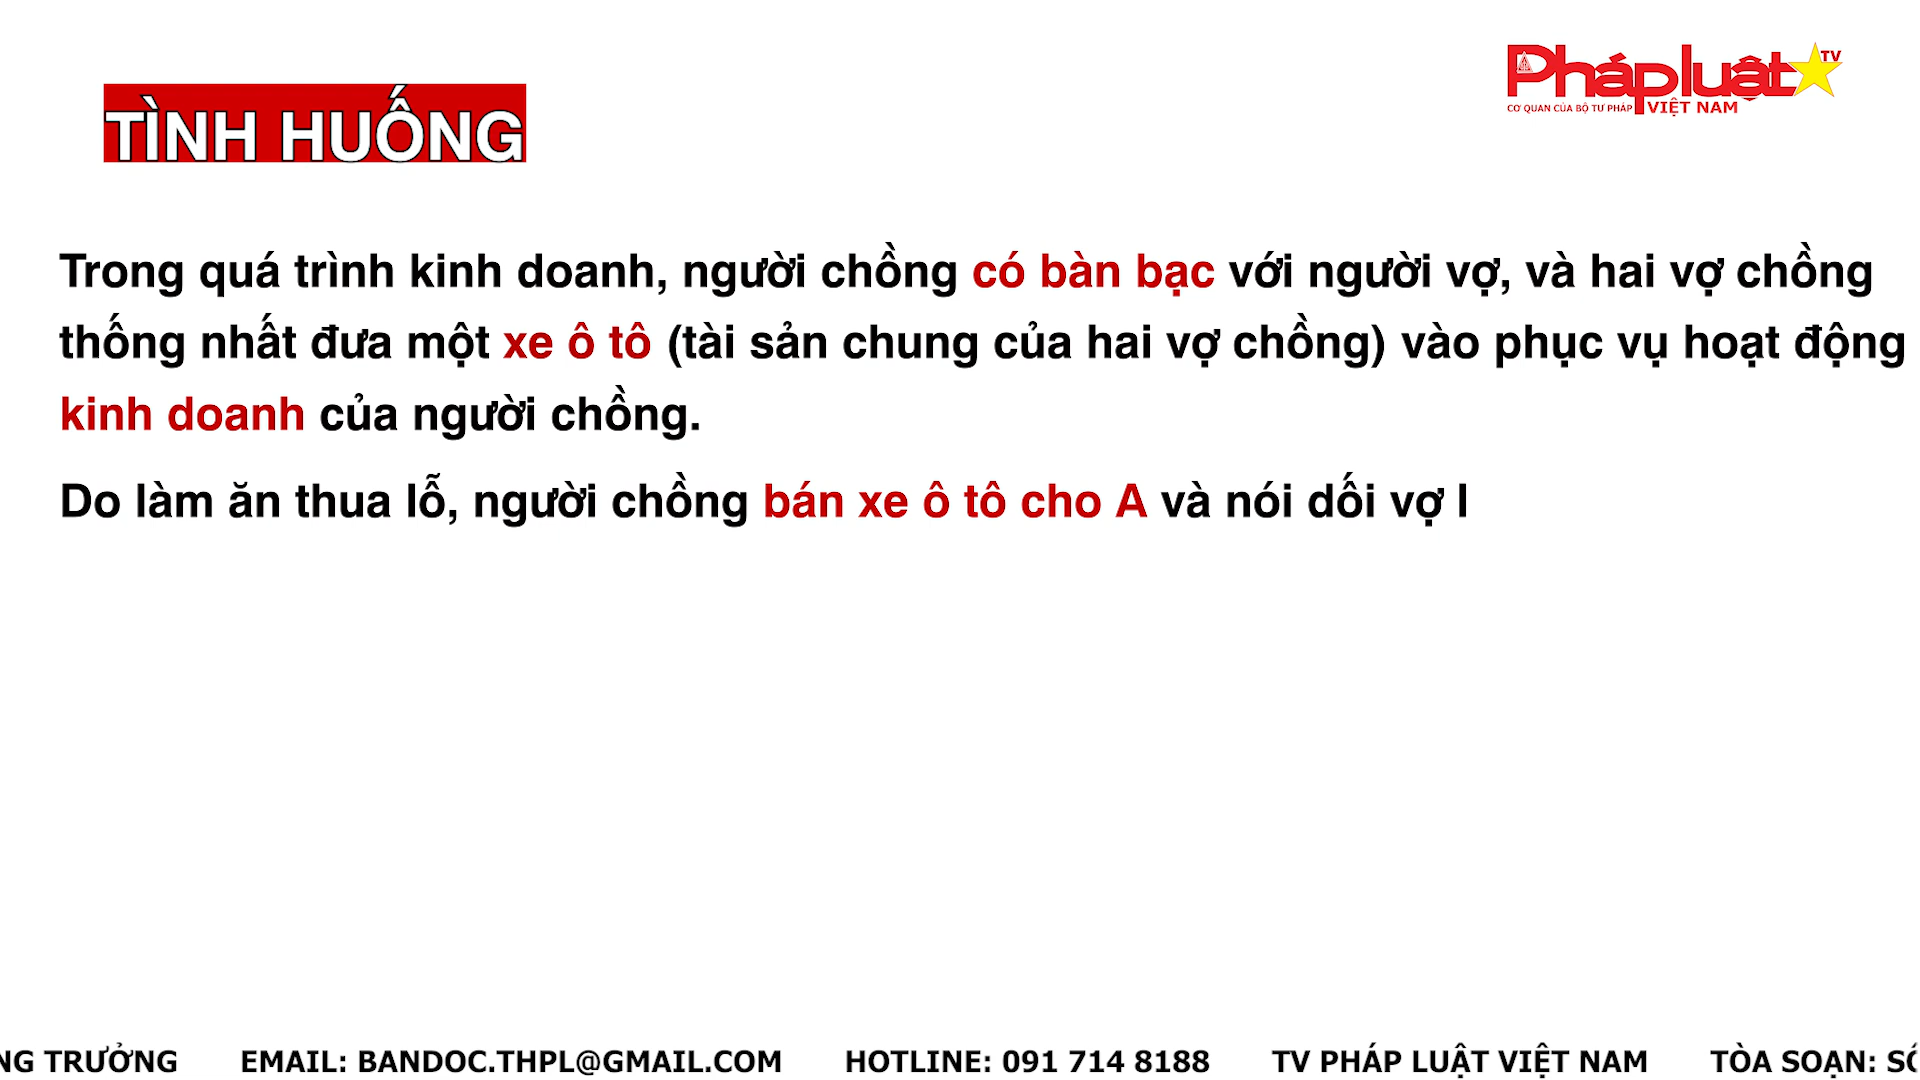 Phápluật TV
CƠ QUAN CỦA BỘ TƯ PHÁP VIỆT NAM
TÌNH HUỐNG
Trong quá trình kinh doanh, người chồng có bàn bạc với người vợ, và hai vợ chồng
thống nhất đưa một xe ô tô (tài sản chung của hai vợ chồng) vào phục vụ hoạt động
kinh doanh của người chồng.
Do làm ăn thua lỗ, người chồng bán xe ô tô cho A và nói dối vợ l
NG TRƯỞNG EMAIL: BANDOC.THPL@GMAIL.COM HOTLINE: 091 714 8188 TV PHÁP LUẬT VIỆT NAM TÒA SOẠN: